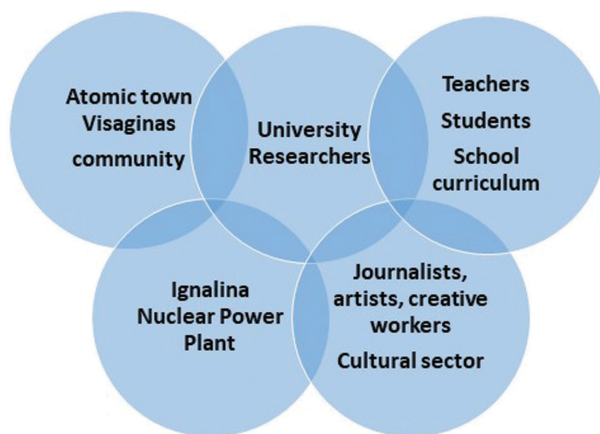 Atomic town
Visaginas
community
University
Researchers
Teachers
Students
School
curriculum
Ignalina
Nuclear Power
Plant
Journalists,
artists, creative
workers
Cultural sector